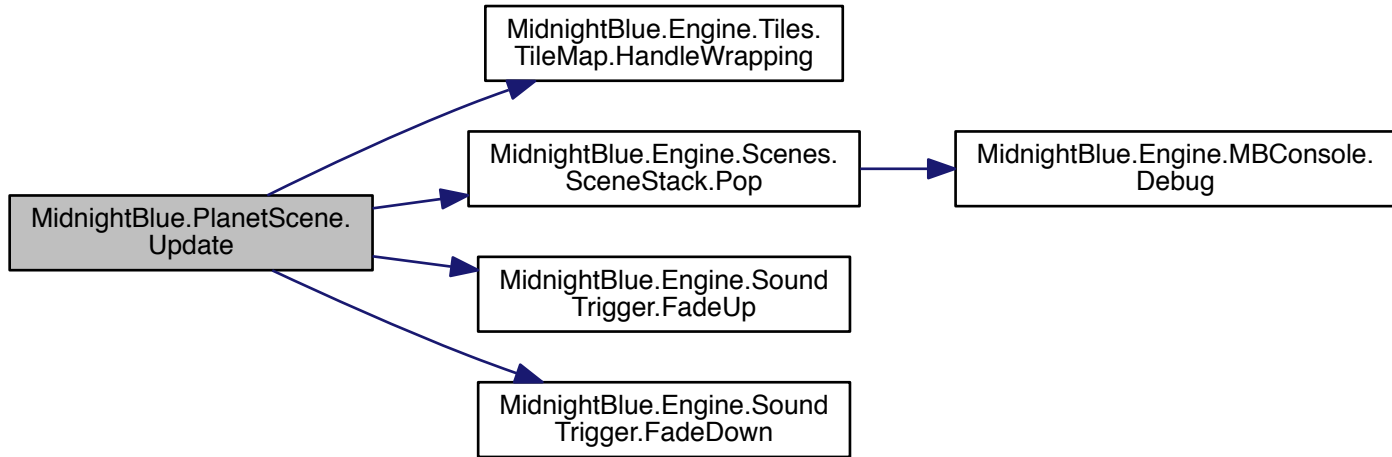 MidnightBlue.Engine.Tiles.
TileMap.HandleWrapping
MidnightBlue.Engine.Scenes.
SceneStack.Pop
MidnightBlue.Engine.MBConsole.
Debug
MidnightBlue.PlanetScene.
Update
MidnightBlue.Engine.Sound
Trigger.FadeUp
MidnightBlue.Engine.Sound
Trigger.FadeDown